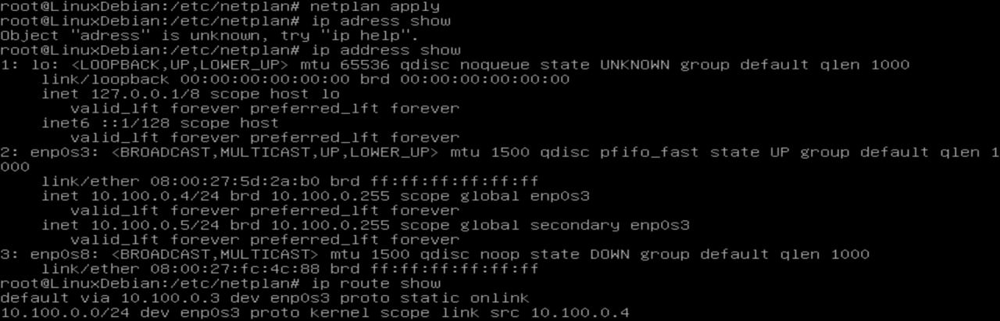 root@LinuxDebian:/etc/netplan# netplan apply
root@LinuxDebian:/etc/netplan# ip adress show
Object "adress" is unknown, try "ip help".
root@LinuxDebian:/etc/netplan# ip address show
1: lo: <LOOPBACK,UP,LOWER_UP> mtu 65536 qdisc noqueue state UNKNOWN group default qlen 1000
    link/loopback 00:00:00:00:00:00 brd 00:00:00:00:00:00
    inet 127.0.0.1/8 scope host lo
       valid_lft forever preferred_lft forever
    inet6 ::1/128 scope host
       valid_lft forever preferred_lft forever
2: enp0s3: <BROADCAST,MULTICAST,UP,LOWER_UP> mtu 1500 qdisc pfifo_fast state UP group default qlen 1
000
    link/ether 08:00:27:5d:2a:b0 brd ff:ff:ff:ff:ff:ff
    inet 10.100.0.4/24 brd 10.100.0.255 scope global enp0s3
       valid_lft forever preferred_lft forever
    inet 10.100.0.5/24 brd 10.100.0.255 scope global secondary enp0s3
       valid_lft forever preferred_lft forever
3: enp0s8: <BROADCAST,MULTICAST> mtu 1500 qdisc noop state DOWN group default qlen 1000
    link/ether 08:00:27:fc:4c:88 brd ff:ff:ff:ff:ff:ff
root@LinuxDebian:/etc/netplan# ip route show
default via 10.100.0.3 dev enp0s3 proto static onlink
10.100.0.0/24 dev enp0s3 proto kernel scope link src 10.100.0.4